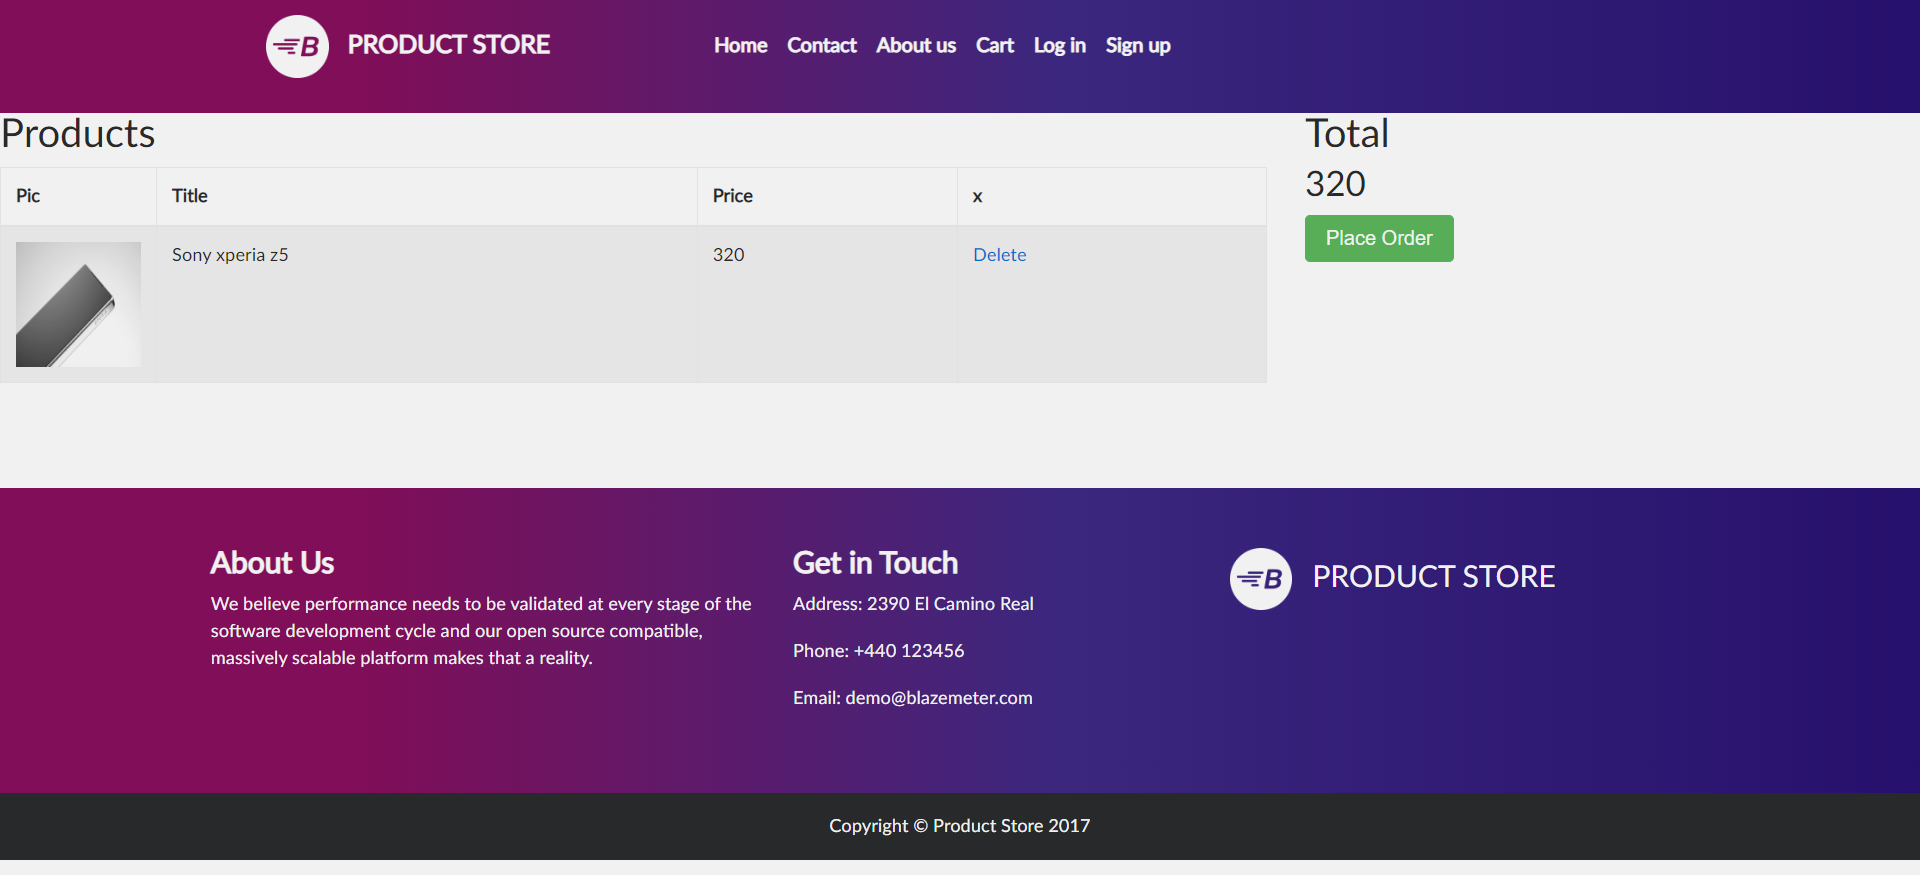 B PRODUCT STORE
Home Contact About us Cart Log in Sign up
Products
Pic Title Price x
Sony xperia z5 320 Delete
Total
320
Place Order
About Us
We believe performance needs to be validated at every stage of the
software development cycle and our open source compatible,
massively scalable platform makes that a reality.
Get in Touch
Address: 2390 El Camino Real
Phone: +440 123456
Email: demo@blazemeter.com
B PRODUCT STORE
Copyright © Product Store 2017